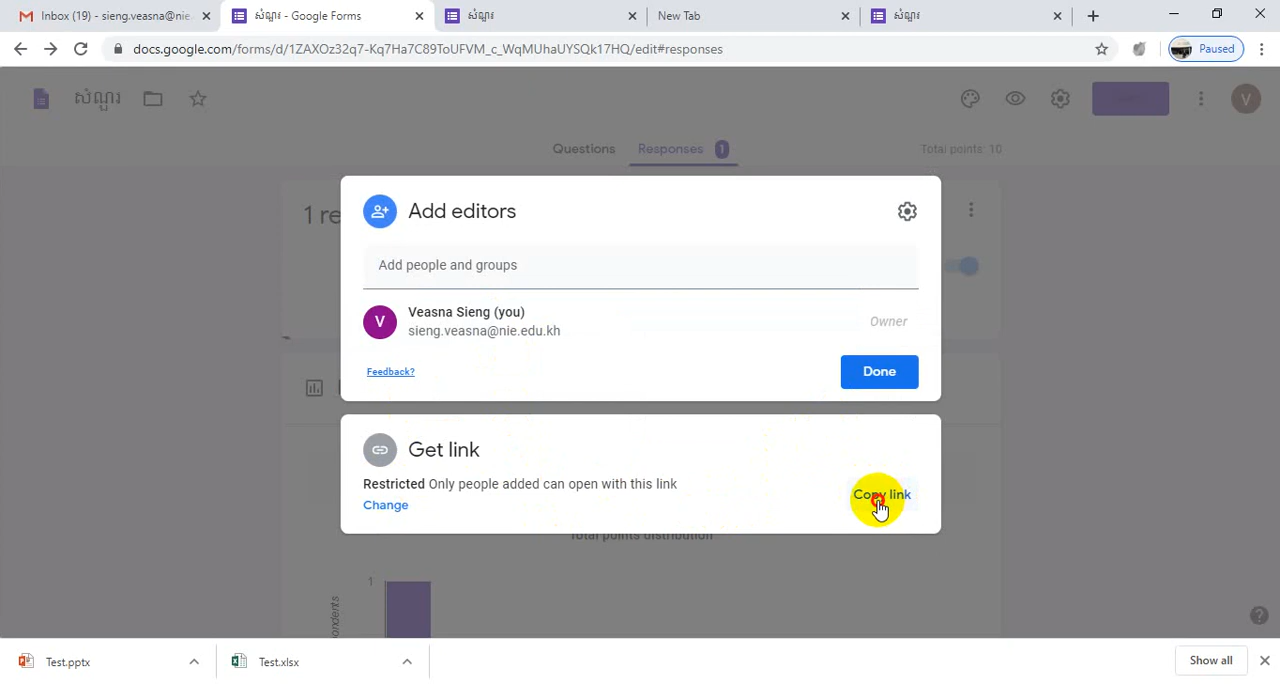 Inbox (19) - sieng.veasna@nie.
សំណួរ - Google Forms
សំណួរ
New Tab
សំណួរ
docs.google.com/forms/d/1ZAXOz32q7-Kq7Ha7C89ToUFVM_c_WqMUhaUYSQk17HQ/edit#responses
Paused
សំណួរ
V
Questions
Responses
1
Total points: 10
1 re
Add editors
Add people and groups
V
Veasna Sieng (you)
sieng.veasna@nie.edu.kh
Owner
Feedback?
Done
Get link
Restricted Only people added can open with this link
Change
Copy link
Total points distribution
1
ondents
Test.pptx
Test.xlsx
Show all